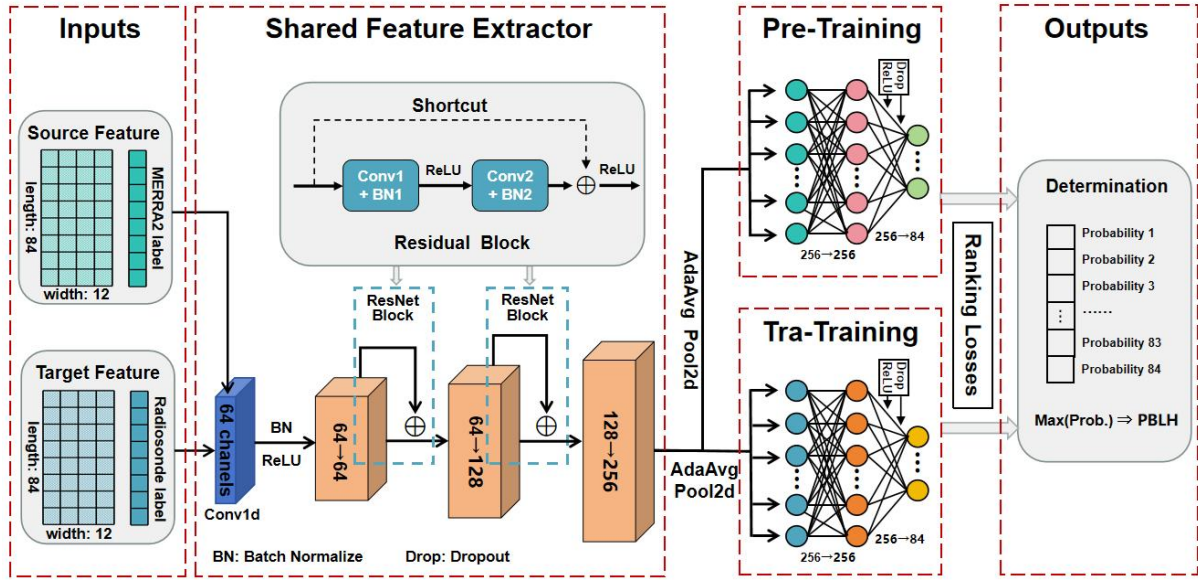 Inputs
Source Feature
length: 84
MERRA2 label
width: 12
Target Feature
length: 84
Radiosonde label
width: 12
Shared Feature Extractor
Shortcut
Conv1
+ BN1
ReLU
Conv2
+ BN2
ReLU
Residual Block
ResNet
Block
ResNet
Block
64 chanels
Conv1d
BN
ReLU
64→64
64→128
128→256
BN: Batch Normalize
Drop: Dropout
AdaAvg Pool2d
AdaAvg
Pool2d
Pre-Training
Drop
ReLU
256→256
256→84
Tra-Training
Drop
ReLU
256→256
256→84
Ranking Losses
Outputs
Determination
Probability 1
Probability 2
Probability 3
......
Probability 83
Probability 84
Max(Prob.) ⇒ PBLH